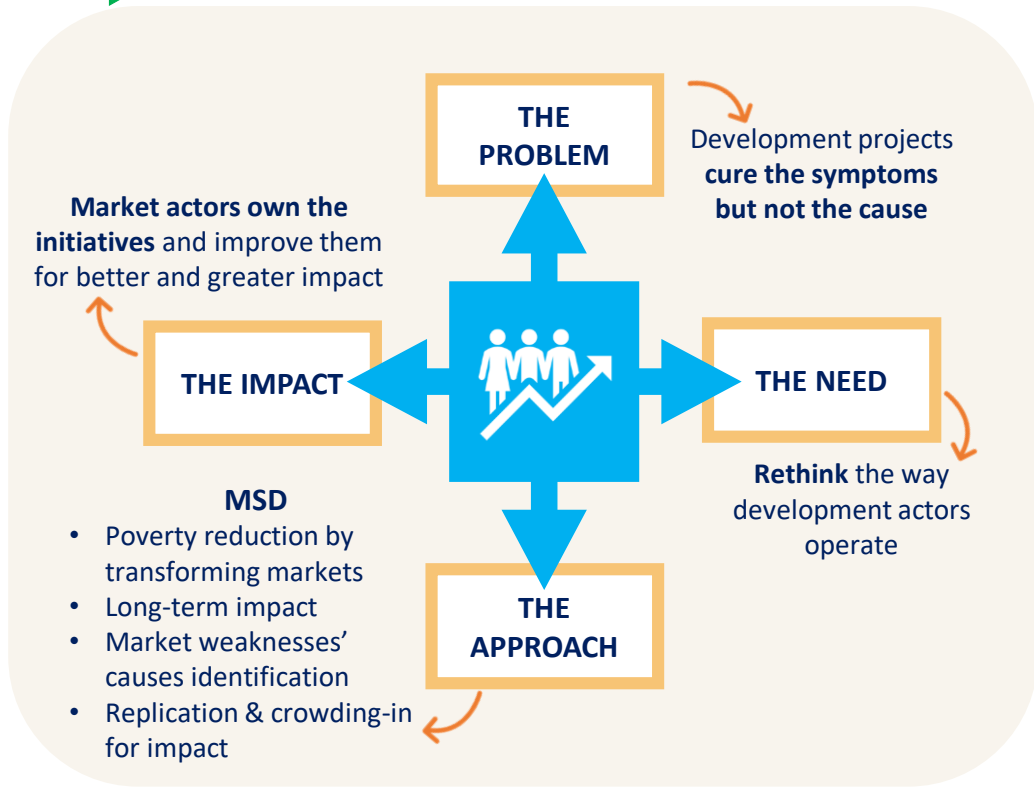 THE
PROBLEM
Development projects
cure the symptoms
but not the cause
Market actors own the
initiatives and improve them
for better and greater impact
THE IMPACT
THE NEED
Rethink the way
development actors
operate
MSD
• Poverty reduction by
transforming markets
• Long-term impact
• Market weaknesses’
causes identification
• Replication & crowding-in
for impact
THE
APPROACH